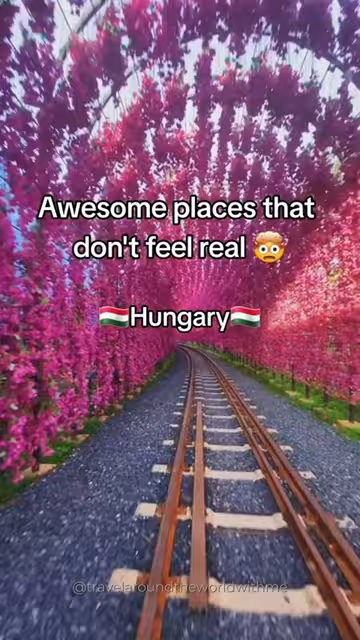 Awesome places that
don't feel real 🤯
🇭🇺Hungary🇭🇺
@travelaroundtheworldwithme